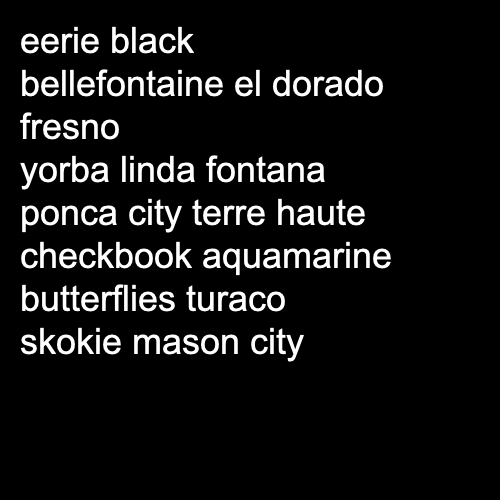 eerie black
bellefontaine el dorado
fresno
yorba linda fontana
ponca city terre haute
checkbook aquamarine
butterflies turaco
skokie mason city